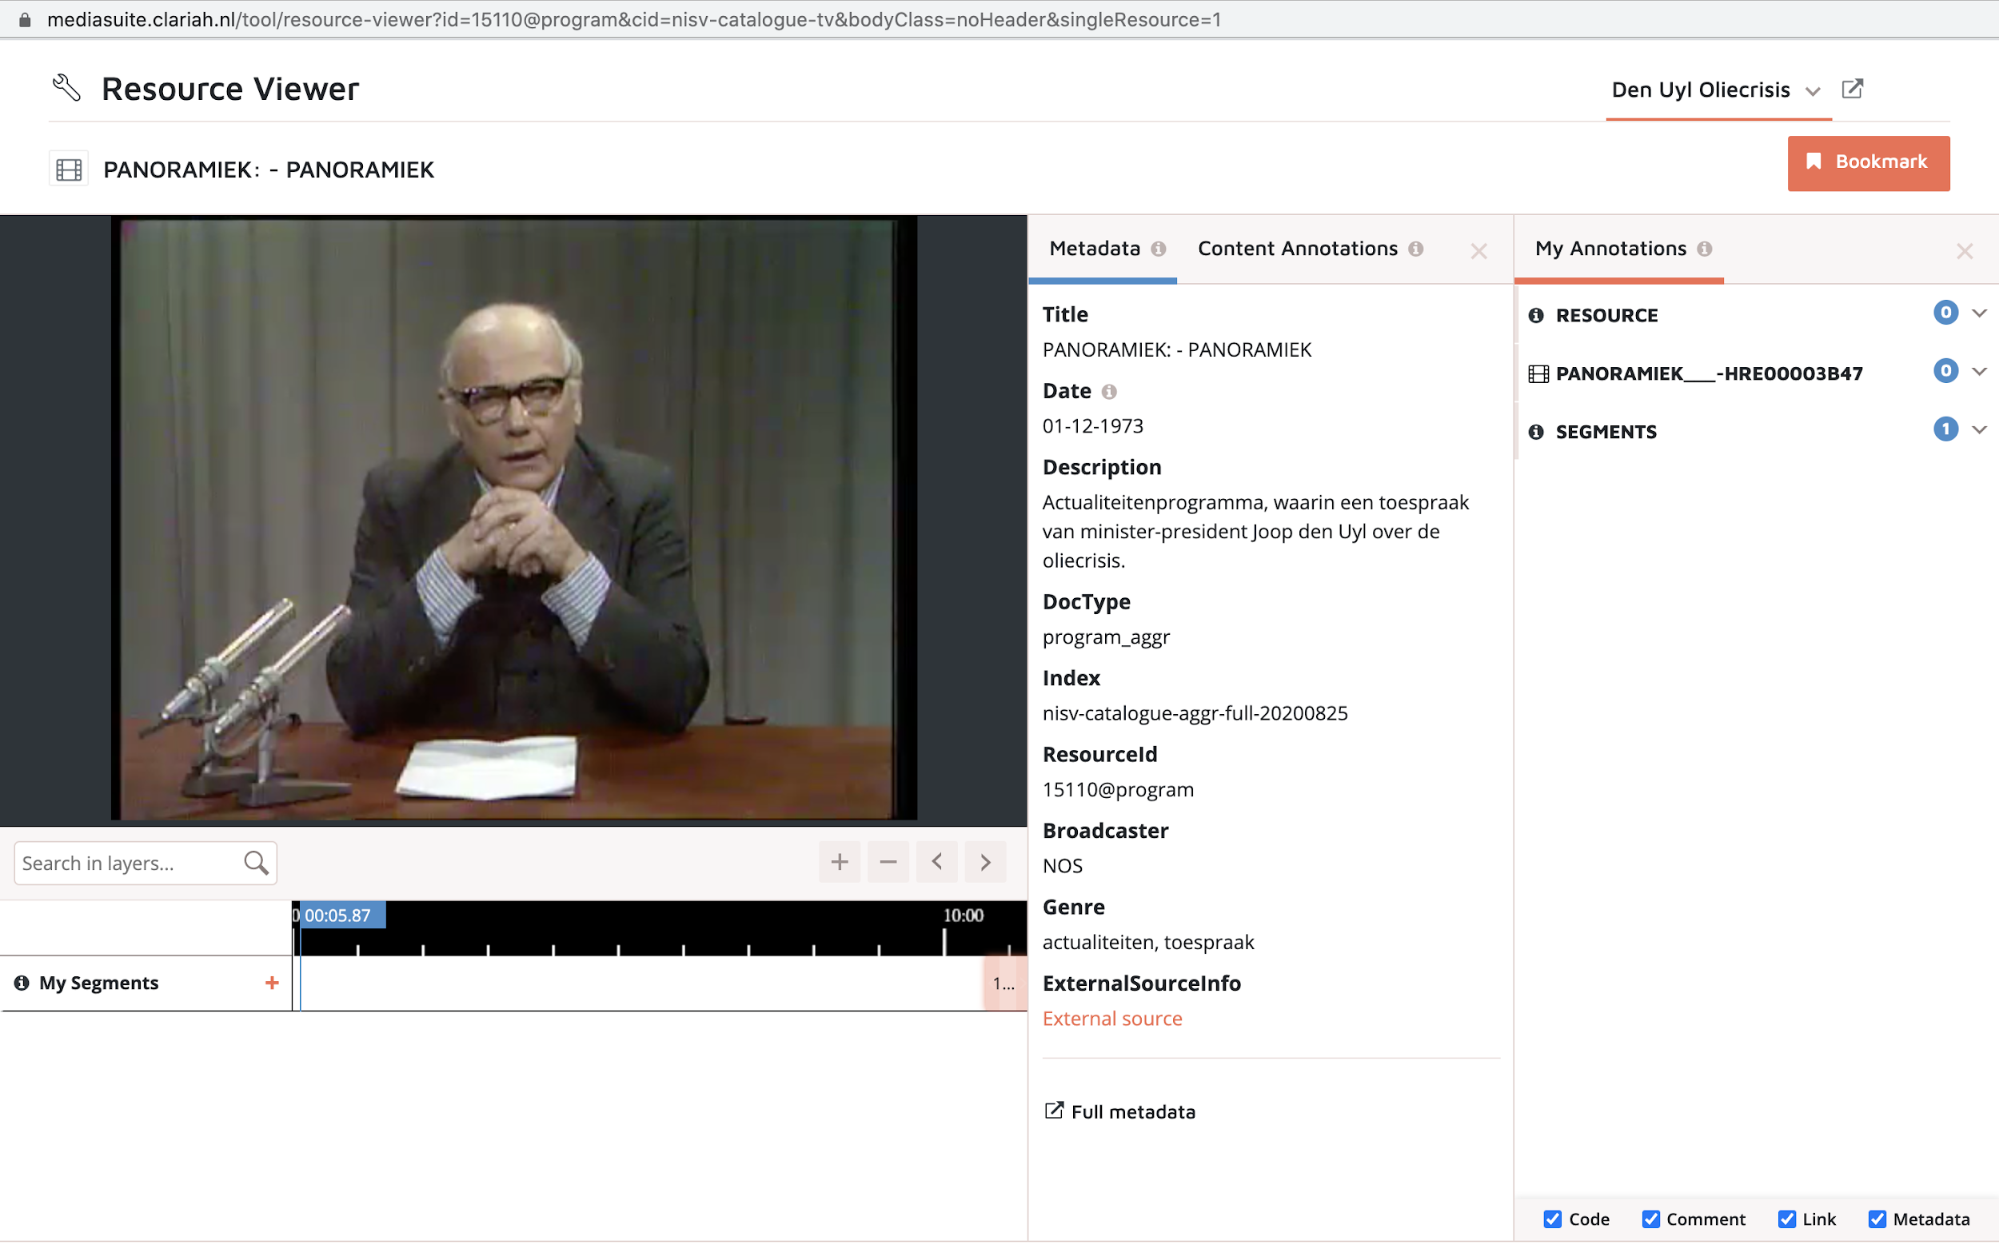 mediasuite.clariah.nl/tool/resource-viewer?id=15110@program&cid=nisv-catalogue-tv&bodyClass=noHeader&singleResource=1
Resource Viewer
Den Uyl Oliecrisis
PANORAMIEK: - PANORAMIEK
Bookmark
Metadata
Content Annotations
My Annotations
Title
PANORAMIEK: - PANORAMIEK
Date
01-12-1973
Description
Actualiteitenprogramma, waarin een toespraak
van minister-president Joop den Uyl over de
oliecrisis.
DocType
program_aggr
Index
nisv-catalogue-aggr-full-20200825
ResourceId
15110@program
Broadcaster
NOS
Genre
actualiteiten, toespraak
ExternalSourceInfo
External source
Full metadata
RESOURCE 0
PANORAMIEK___-HRE00003B47 0
SEGMENTS 1
Search in layers...
+ − < >
0 00:05.87 10:00
My Segments + 1...
Code Comment Link Metadata